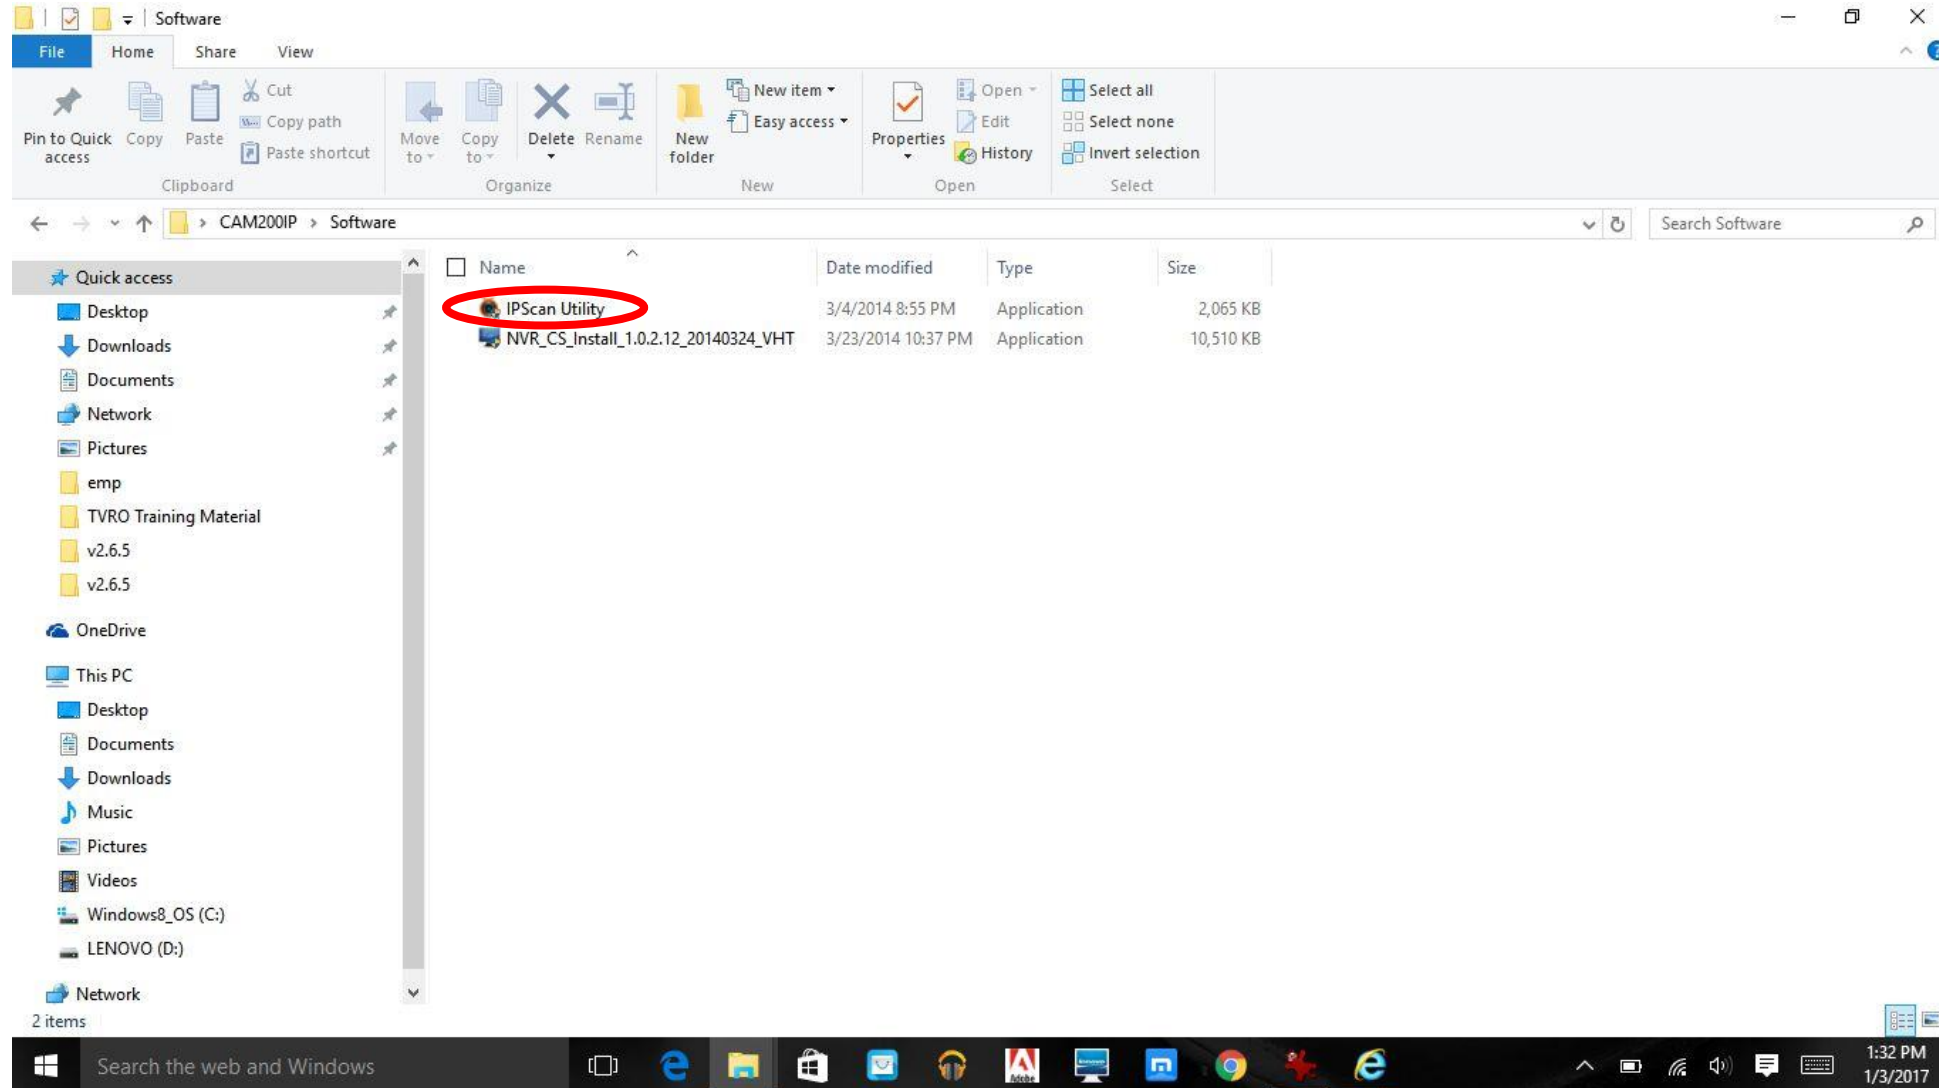 Software
File Home Share View
Pin to Quick access
Copy
Paste
Cut
Copy path
Paste shortcut
Clipboard
Move to
Copy to
Delete
Rename
Organize
New folder
New item
Easy access
New
Properties
Open
Edit
History
Open
Select all
Select none
Invert selection
Select
CAM200IP > Software
Search Software
Name Date modified Type Size
IPScan Utility 3/4/2014 8:55 PM Application 2,065 KB
NVR_CS_Install_1.0.2.12_20140324_VHT 3/23/2014 10:37 PM Application 10,510 KB
Quick access
Desktop
Downloads
Documents
Network
Pictures
emp
TVRO Training Material
v2.6.5
v2.6.5
OneDrive
This PC
Desktop
Documents
Downloads
Music
Pictures
Videos
Windows8_OS (C:)
LENOVO (D:)
Network
2 items
Search the web and Windows
Adobe
1:32 PM
1/3/2017